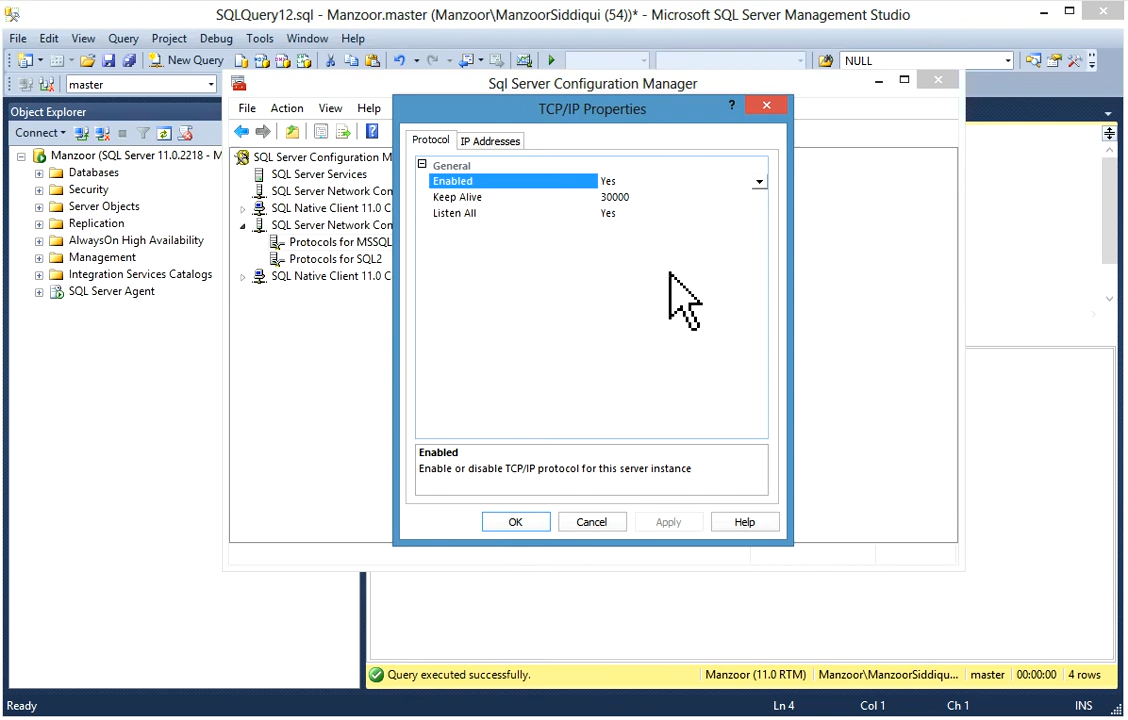 SQLQuery12.sql - Manzoor.master (Manzoor\ManzoorSiddiqui (54))* - Microsoft SQL Server Management Studio
File Edit View Query Project Debug Tools Window Help
New Query NULL
master
Sql Server Configuration Manager
Object Explorer
Connect
Manzoor (SQL Server 11.0.2218 - M
Databases
Security
Server Objects
Replication
AlwaysOn High Availability
Management
Integration Services Catalogs
SQL Server Agent
File Action View Help
SQL Server Configuration M
SQL Server Services
SQL Server Network Con
SQL Native Client 11.0 C
SQL Server Network Con
Protocols for MSSQL
Protocols for SQL2
SQL Native Client 11.0 C
TCP/IP Properties
Protocol IP Addresses
General
Enabled Yes
Keep Alive 30000
Listen All Yes
Enabled
Enable or disable TCP/IP protocol for this server instance
OK Cancel Apply Help
Query executed successfully. Manzoor (11.0 RTM) Manzoor\ManzoorSiddiqu... master 00:00:00 4 rows
Ready Ln 4 Col 1 Ch 1 INS